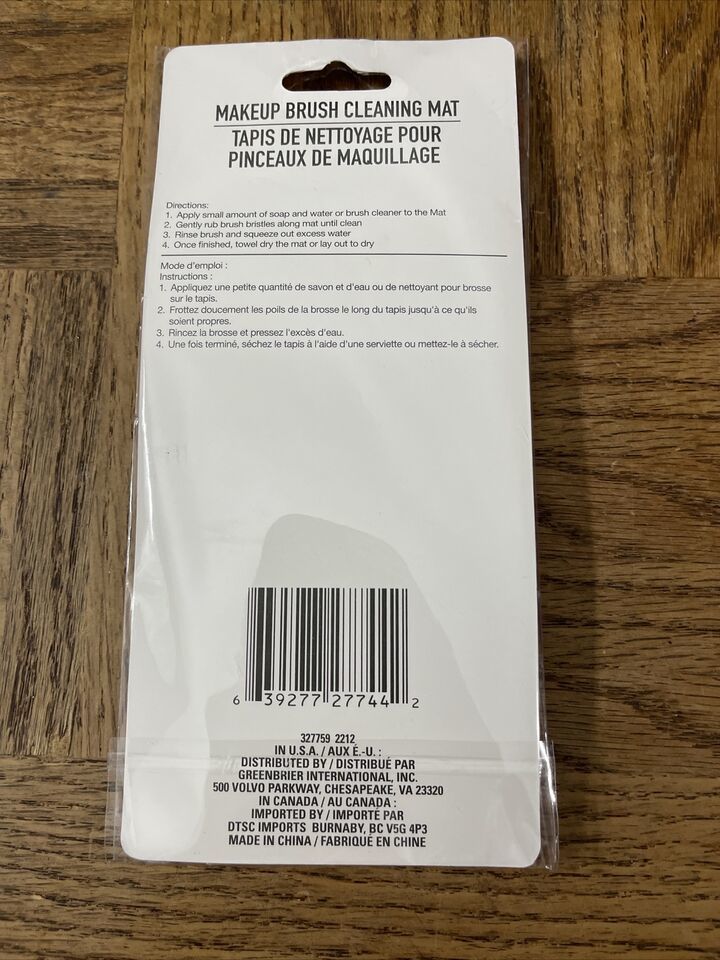 MAKEUP BRUSH CLEANING MAT
TAPIS DE NETTOYAGE POUR
PINCEAUX DE MAQUILLAGE
Directions:
1. Apply small amount of soap and water or brush cleaner to the Mat
2. Gently rub brush bristles along mat until clean
3. Rinse brush and squeeze out excess water
4. Once finished, towel dry the mat or lay out to dry
Mode d'emploi :
Instructions :
1. Appliquez une petite quantité de savon et d'eau ou de nettoyant pour brosse
sur le tapis.
2. Frottez doucement les poils de la brosse le long du tapis jusqu'à ce qu'ils
soient propres.
3. Rincez la brosse et pressez l'excès d'eau.
4. Une fois terminé, séchez le tapis à l'aide d'une serviette ou mettez-le à sécher.
6 39277 27744 2
327759 2212
IN U.S.A. / AUX É.-U. :
DISTRIBUTED BY / DISTRIBUÉ PAR
GREENBRIER INTERNATIONAL, INC.
500 VOLVO PARKWAY, CHESAPEAKE, VA 23320
IN CANADA / AU CANADA :
IMPORTED BY / IMPORTÉ PAR
DTSC IMPORTS BURNABY, BC V5G 4P3
MADE IN CHINA / FABRIQUÉ EN CHINE